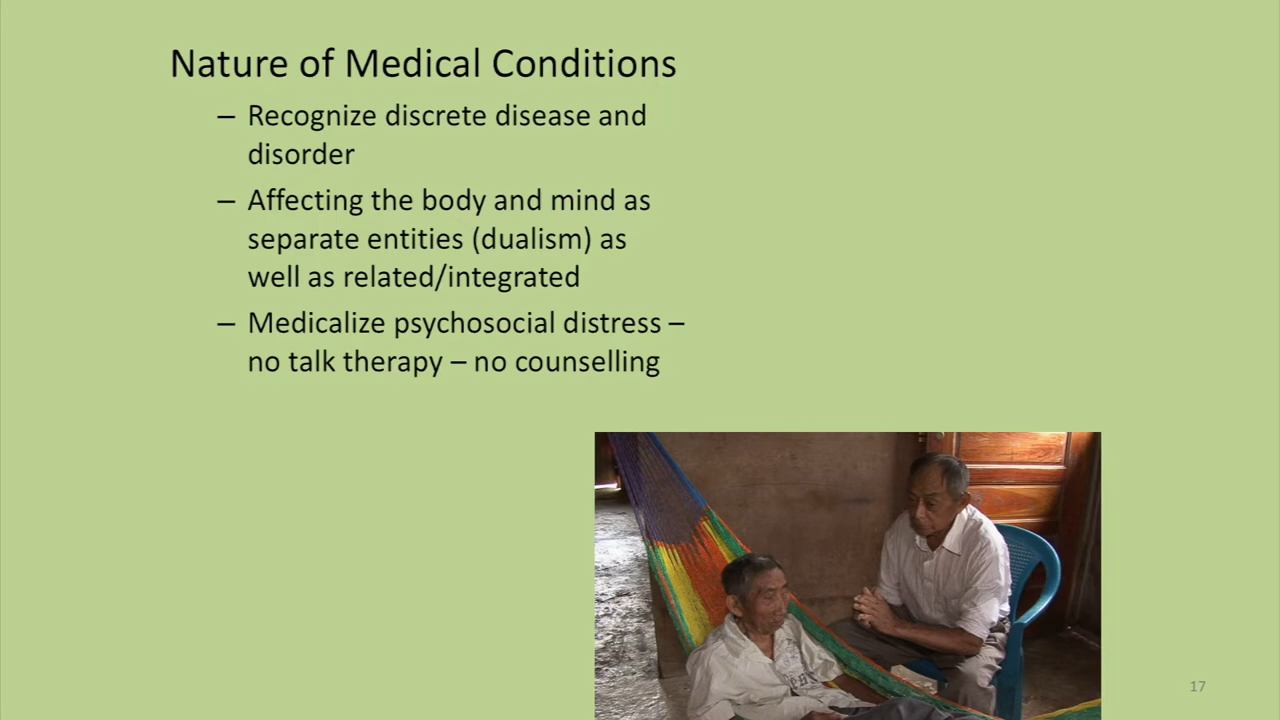 Nature of Medical Conditions
– Recognize discrete disease and
disorder
– Affecting the body and mind as
separate entities (dualism) as
well as related/integrated
– Medicalize psychosocial distress –
no talk therapy – no counselling
17